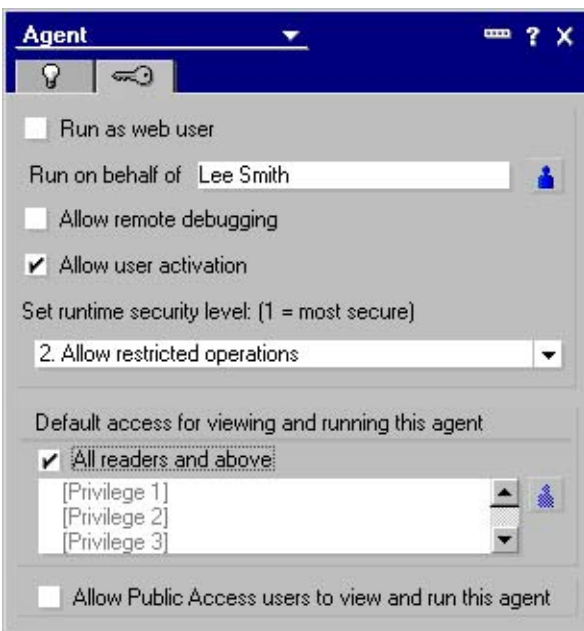 Agent
? X
Run as web user
Run on behalf of Lee Smith
Allow remote debugging
Allow user activation
Set runtime security level: (1 = most secure)
2. Allow restricted operations
Default access for viewing and running this agent
All readers and above
[Privilege 1]
[Privilege 2]
[Privilege 3]
Allow Public Access users to view and run this agent